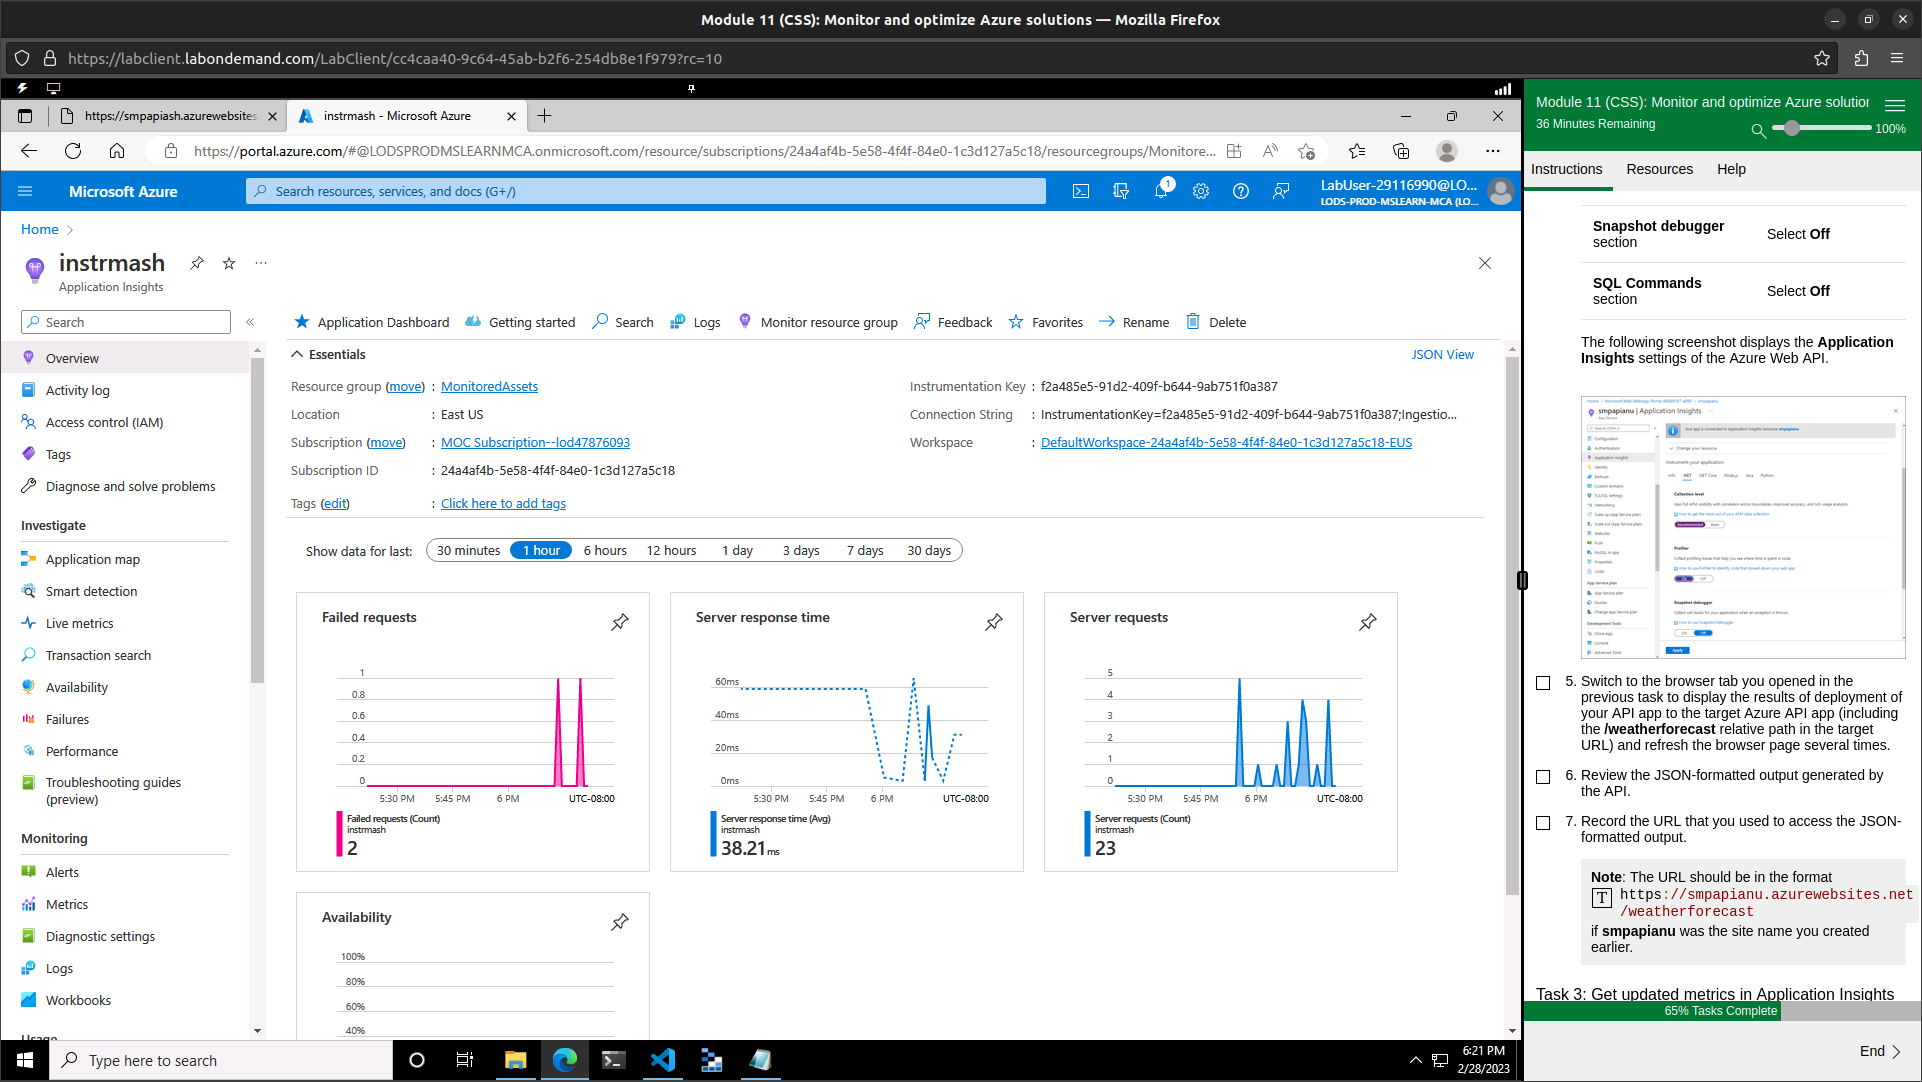 Module 11 (CSS): Monitor and optimize Azure solutions — Mozilla Firefox
https://labclient.labondemand.com/LabClient/cc4caa40-9c64-45ab-b2f6-254db8e1f979?rc=10
https://smpapiash.azurewebsites.
instrmash - Microsoft Azure
https://portal.azure.com/#@LODSPRODMSLEARNMCA.onmicrosoft.com/resource/subscriptions/24a4af4b-5e58-4f4f-84e0-1c3d127a5c18/resourcegroups/Monitore...
Microsoft Azure
Search resources, services, and docs (G+/)
1
LabUser-29116990@LO...
LODS-PROD-MSLEARN-MCA (LO...
Home
instrmash
Application Insights
Search
Overview
Activity log
Access control (IAM)
Tags
Diagnose and solve problems
Investigate
Application map
Smart detection
Live metrics
Transaction search
Availability
Failures
Performance
Troubleshooting guides
(preview)
Monitoring
Alerts
Metrics
Diagnostic settings
Logs
Workbooks
Usage
Application Dashboard
Getting started
Search
Logs
Monitor resource group
Feedback
Favorites
Rename
Delete
Essentials
JSON View
Resource group (move) : MonitoredAssets
Location : East US
Subscription (move) : MOC Subscription--lod47876093
Subscription ID : 24a4af4b-5e58-4f4f-84e0-1c3d127a5c18
Tags (edit) : Click here to add tags
Instrumentation Key : f2a485e5-91d2-409f-b644-9ab751f0a387
Connection String : InstrumentationKey=f2a485e5-91d2-409f-b644-9ab751f0a387;Ingestio...
Workspace : DefaultWorkspace-24a4af4b-5e58-4f4f-84e0-1c3d127a5c18-EUS
Show data for last: 30 minutes 1 hour 6 hours 12 hours 1 day 3 days 7 days 30 days
Failed requests
1
0.8
0.6
0.4
0.2
0
5:30 PM 5:45 PM 6 PM UTC-08:00
Failed requests (Count)
instrmash
2
Server response time
60ms
40ms
20ms
0ms
5:30 PM 5:45 PM 6 PM UTC-08:00
Server response time (Avg)
instrmash
38.21 ms
Server requests
5
4
3
2
1
0
5:30 PM 5:45 PM 6 PM UTC-08:00
Server requests (Count)
instrmash
23
Availability
100%
80%
60%
40%
Type here to search
6:21 PM
2/28/2023
Module 11 (CSS): Monitor and optimize Azure solution
36 Minutes Remaining
100%
Instructions Resources Help
Snapshot debugger
section
Select Off
SQL Commands
section
Select Off
The following screenshot displays the Application
Insights settings of the Azure Web API.
smpapianu | Application Insights
5. Switch to the browser tab you opened in the
previous task to display the results of deployment of
your API app to the target Azure API app (including
the /weatherforecast relative path in the target
URL) and refresh the browser page several times.
6. Review the JSON-formatted output generated by
the API.
7. Record the URL that you used to access the JSON-
formatted output.
Note: The URL should be in the format
T https://smpapianu.azurewebsites.net
/weatherforecast
if smpapianu was the site name you created
earlier.
Task 3: Get updated metrics in Application Insights
65% Tasks Complete
End